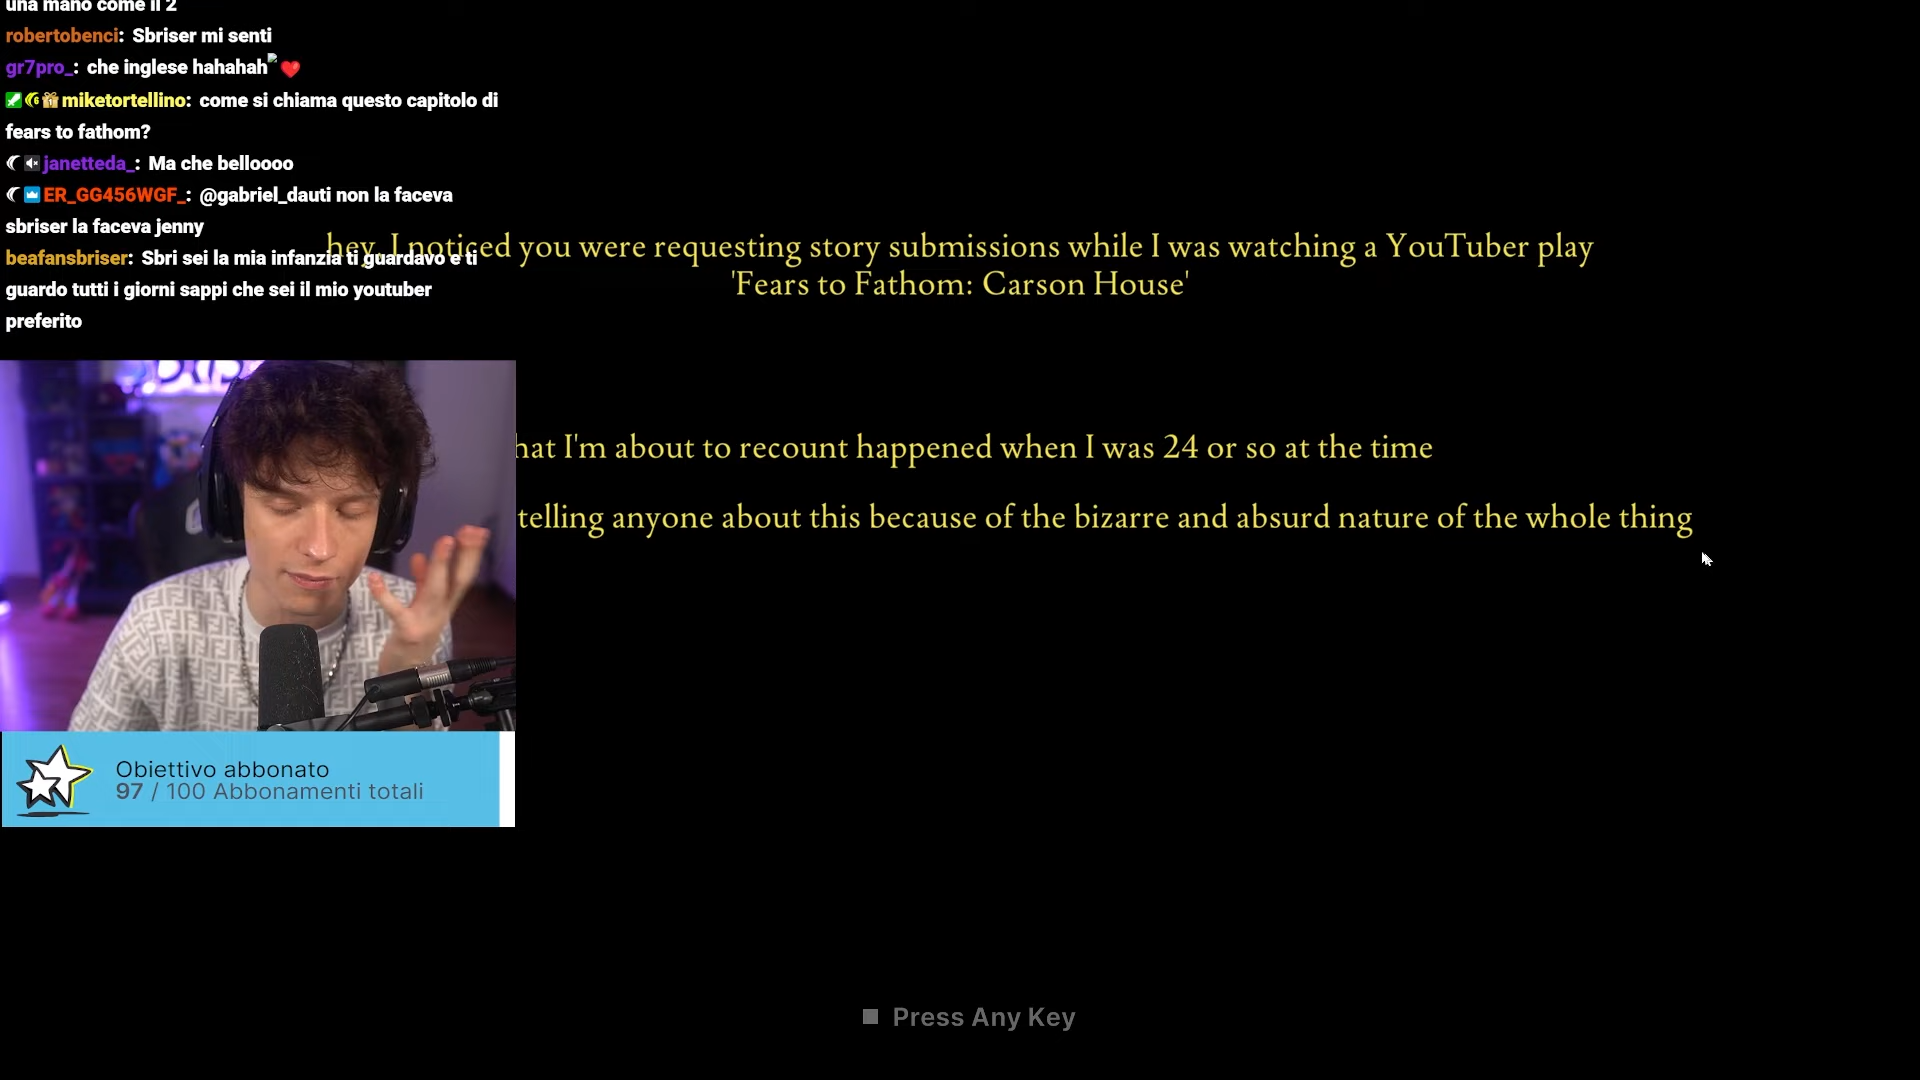 una mano come il 2
robertobenci: Sbriser mi senti
gr7pro_: che inglese hahahah
miketortellino: come si chiama questo capitolo di
fears to fathom?
janetteda_: Ma che belloooo
ER_GG456WGF_: @gabriel_dauti non la faceva
sbriser la faceva jenny
beafansbriser: Sbri sei la mia infanzia ti guardavo e ti
guardo tutti i giorni sappi che sei il mio youtuber
preferito
hey, I noticed you were requesting story submissions while I was watching a YouTuber play
'Fears to Fathom: Carson House'
hat I'm about to recount happened when I was 24 or so at the time
telling anyone about this because of the bizarre and absurd nature of the whole thing
Obiettivo abbonato
97 / 100 Abbonamenti totali
Press Any Key